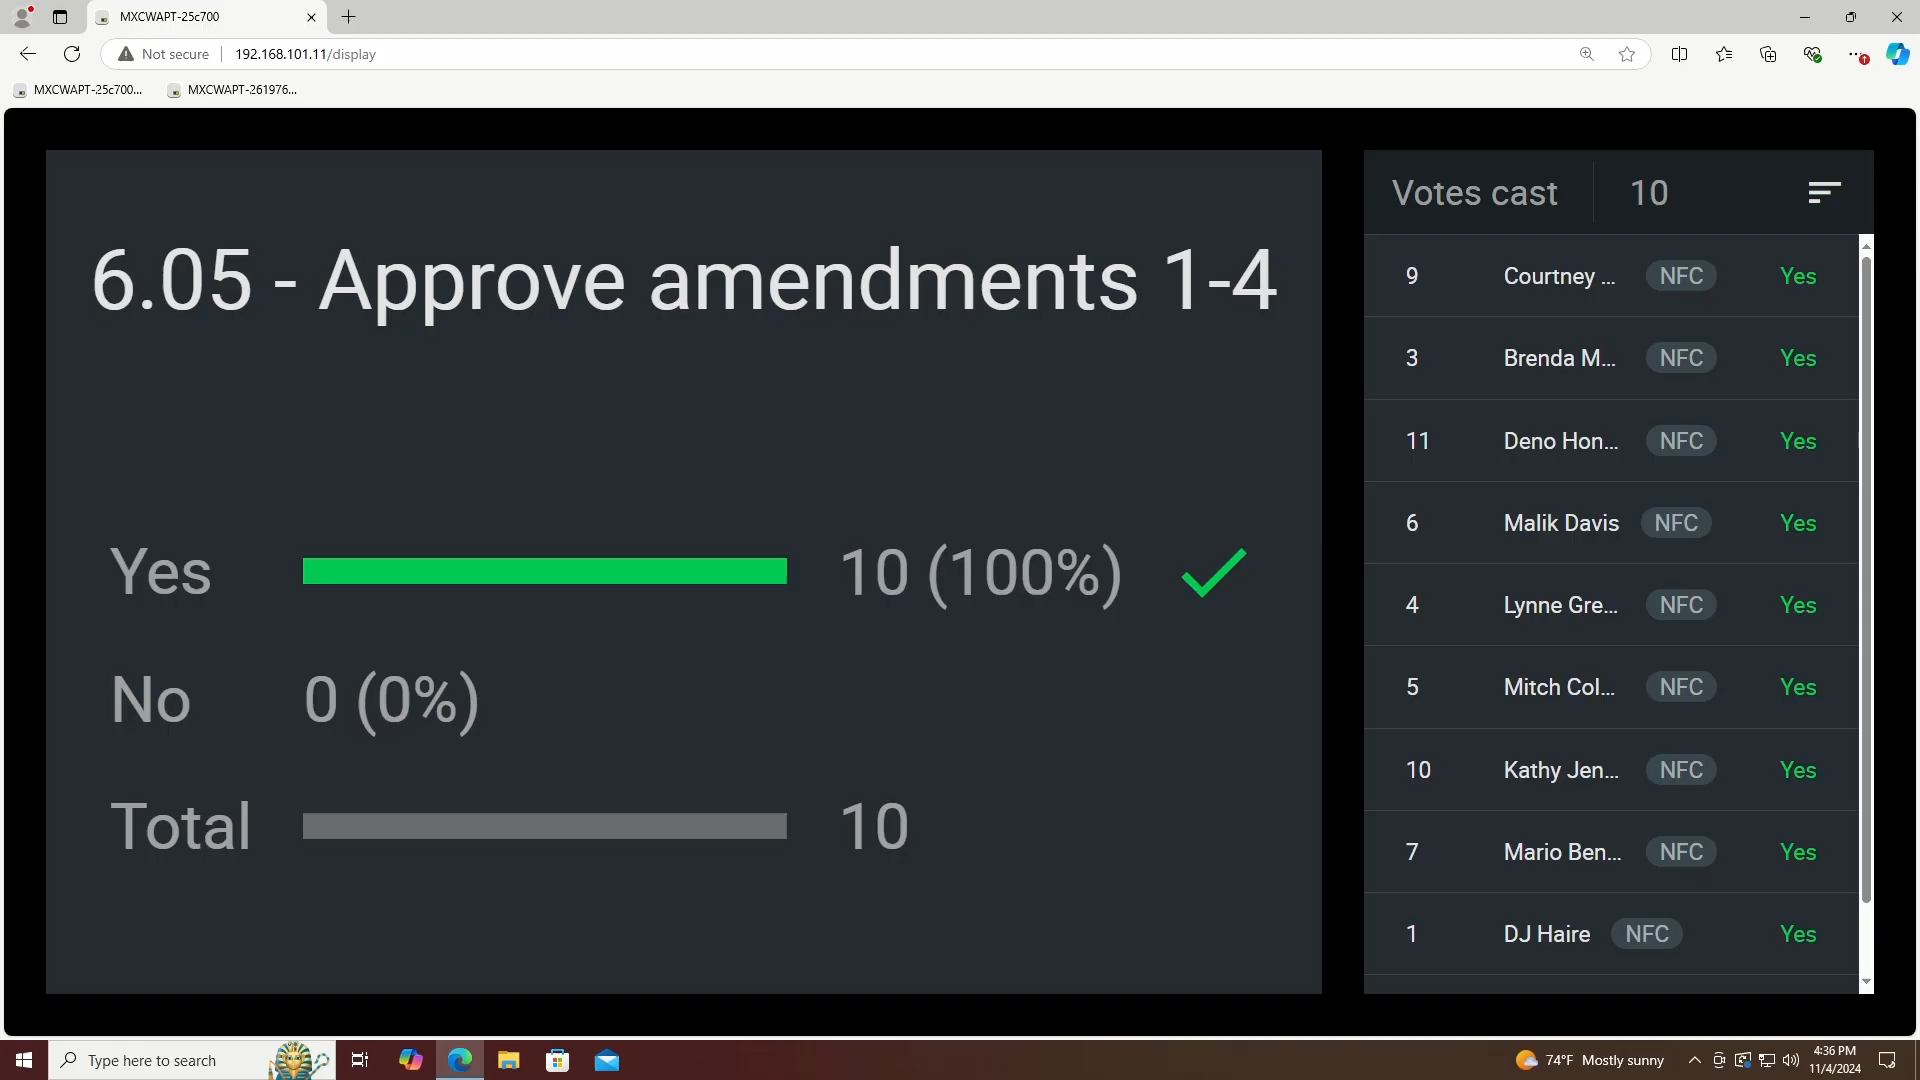 MXCWAPT-25c700
Not secure
192.168.101.11/display
MXCWAPT-25c700...
MXCWAPT-261976...
6.05 - Approve amendments 1-4
Yes 10 (100%)
No 0 (0%)
Total 10
Votes cast 10
9 Courtney ... NFC Yes
3 Brenda M... NFC Yes
11 Deno Hon... NFC Yes
6 Malik Davis NFC Yes
4 Lynne Gre... NFC Yes
5 Mitch Col... NFC Yes
10 Kathy Jen... NFC Yes
7 Mario Ben... NFC Yes
1 DJ Haire NFC Yes
Type here to search
74°F Mostly sunny
4:36 PM
11/4/2024